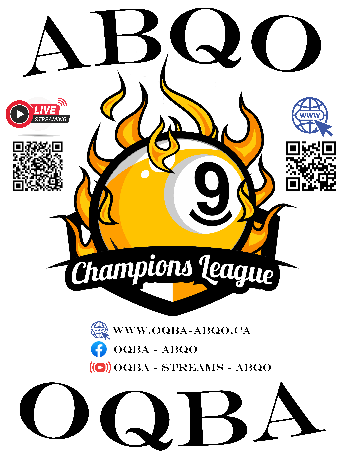 ABQO
LIVE
STREAMING
WWW
9
Champions League
WWW.OQBA-ABQO.CA
OQBA - ABQO
OQBA - STREAMS - ABQO
OQBA